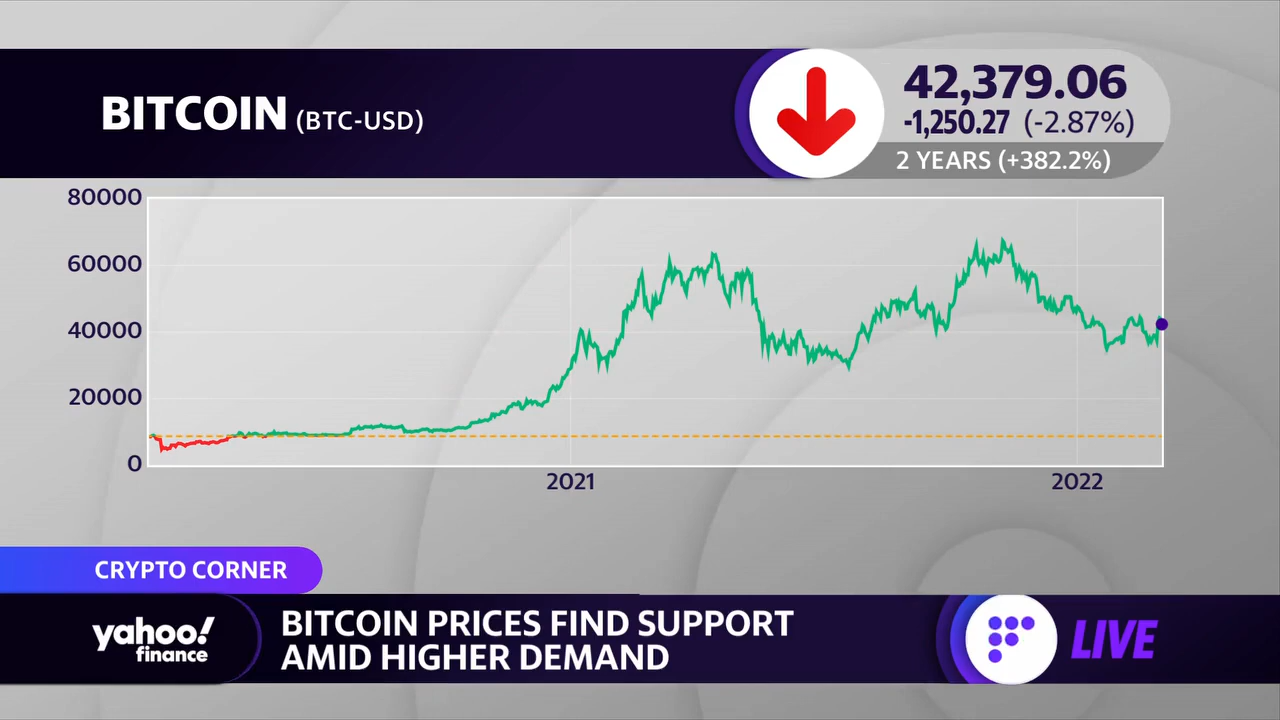 BITCOIN (BTC-USD)
42,379.06
-1,250.27 (-2.87%)
2 YEARS (+382.2%)
80000
60000
40000
20000
0
2021
2022
CRYPTO CORNER
yahoo!
finance
BITCOIN PRICES FIND SUPPORT
AMID HIGHER DEMAND
LIVE